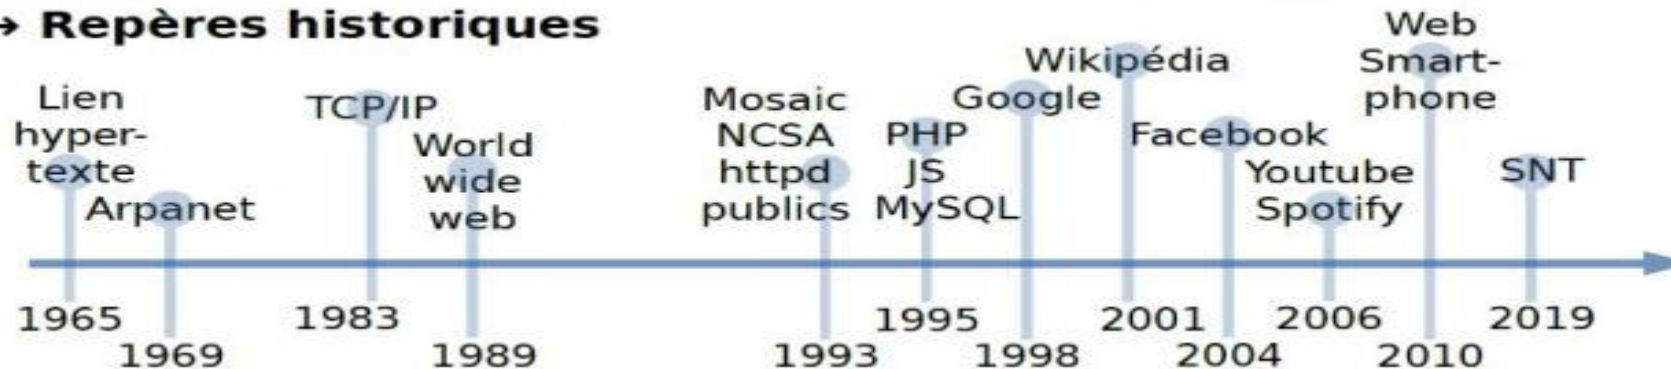 → Repères historiques
Lien
hyper-
texte
Arpanet
TCP/IP
World
wide
web
Mosaic
NCSA
httpd
publics
PHP
JS
MySQL
Google
Wikipédia
Facebook
Youtube
Spotify
Web
Smart-
phone
SNT
1965
1969
1983
1989
1993
1995
1998
2001
2004
2006
2010
2019